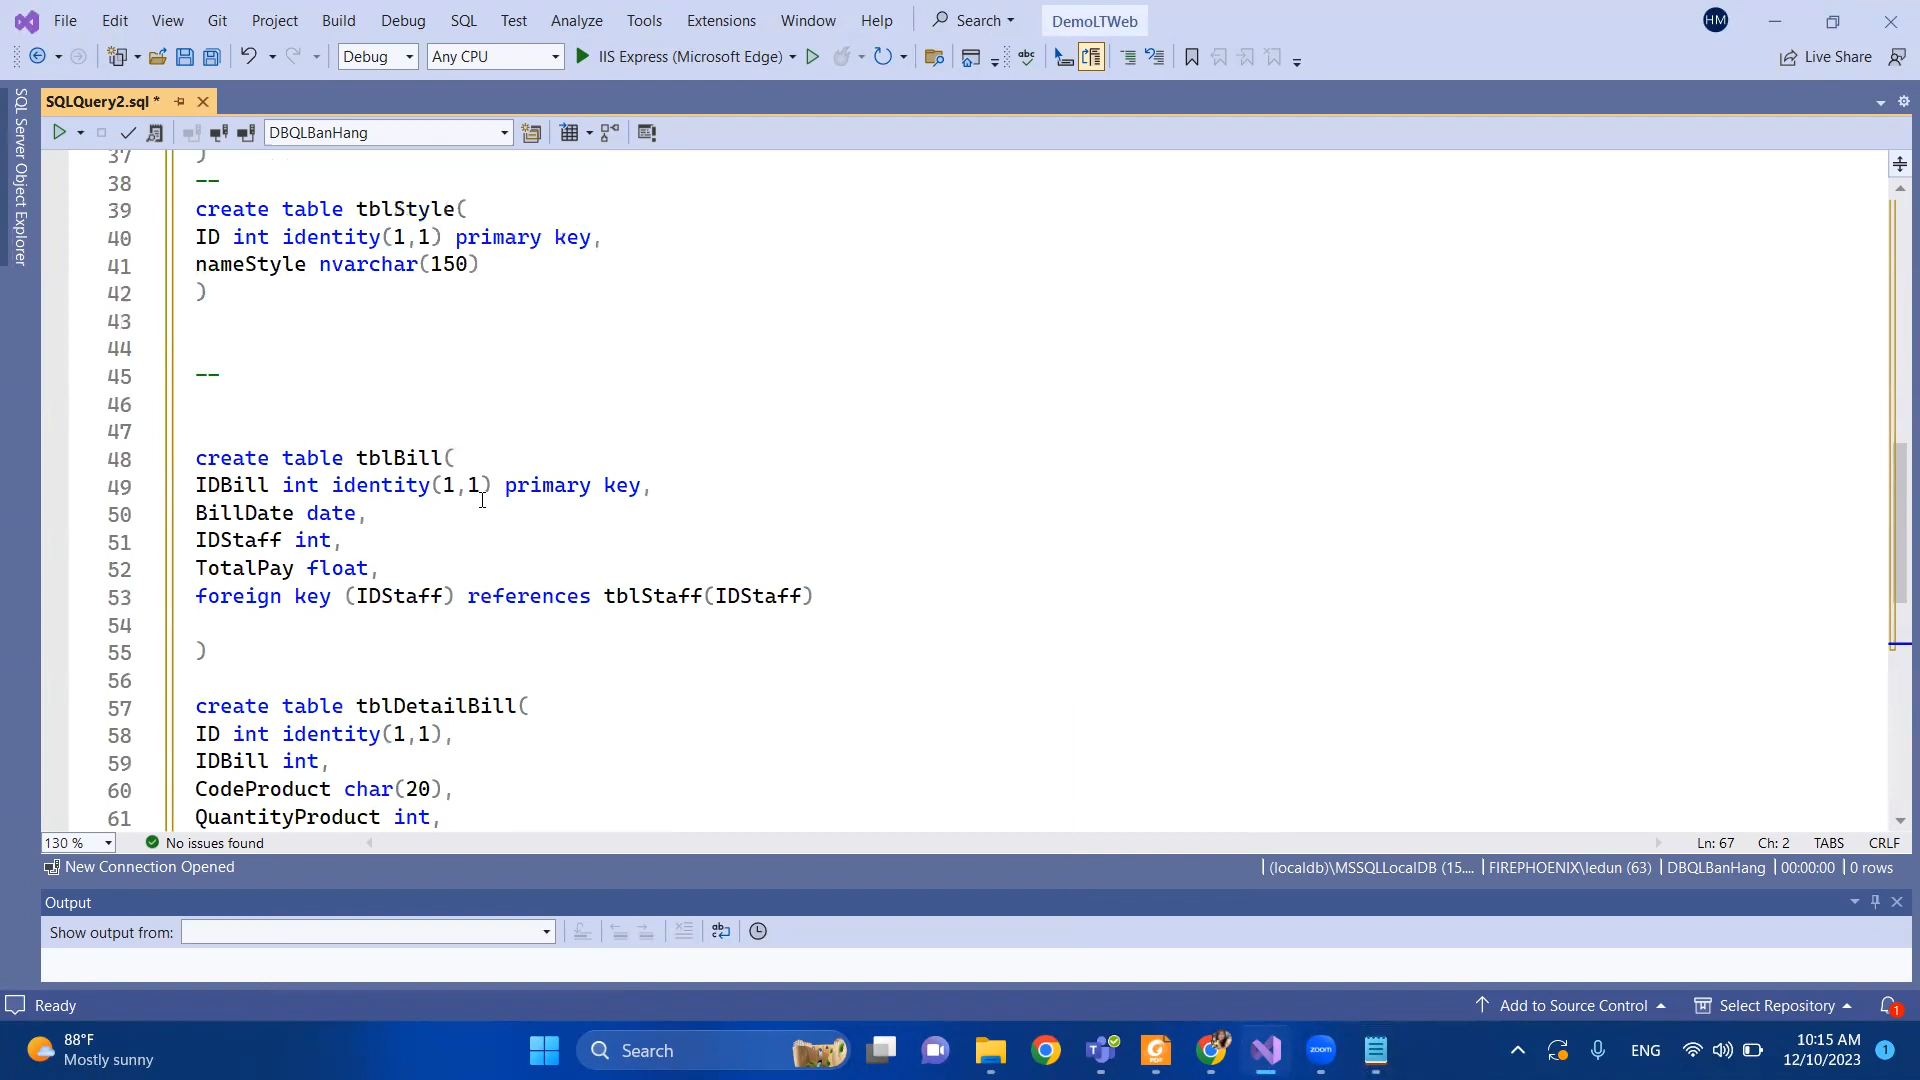 File Edit View Git Project Build Debug SQL Test Analyze Tools Extensions Window Help Search DemoLTWeb HM
Debug Any CPU IIS Express (Microsoft Edge) Live Share
SQL Server Object Explorer
SQLQuery2.sql *
DBQLBanHang
37 )
38 --
39 create table tblStyle(
40 ID int identity(1,1) primary key,
41 nameStyle nvarchar(150)
42 )
43
44
45 --
46
47
48 create table tblBill(
49 IDBill int identity(1,1) primary key,
50 BillDate date,
51 IDStaff int,
52 TotalPay float,
53 foreign key (IDStaff) references tblStaff(IDStaff)
54
55 )
56
57 create table tblDetailBill(
58 ID int identity(1,1),
59 IDBill int,
60 CodeProduct char(20),
61 QuantityProduct int,
130 % No issues found Ln: 67 Ch: 2 TABS CRLF
New Connection Opened (localdb)\MSSQLLocalDB (15.... FIREPHOENIX\ledun (63) DBQLBanHang 00:00:00 0 rows
Output
Show output from:
Ready Add to Source Control Select Repository 1
88°F
Mostly sunny
Search
zoom
ENG
10:15 AM
12/10/2023
1